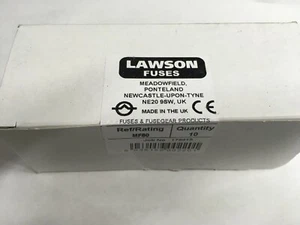 LAWSON
FUSES
MEADOWFIELD,
PONTELAND
NEWCASTLE-UPON-TYNE
NE20 9SW, UK
MADE IN THE UK
CE
FUSES & FUSEGEAR PRODUCTS
Ref/Rating Quantity
MF80 10